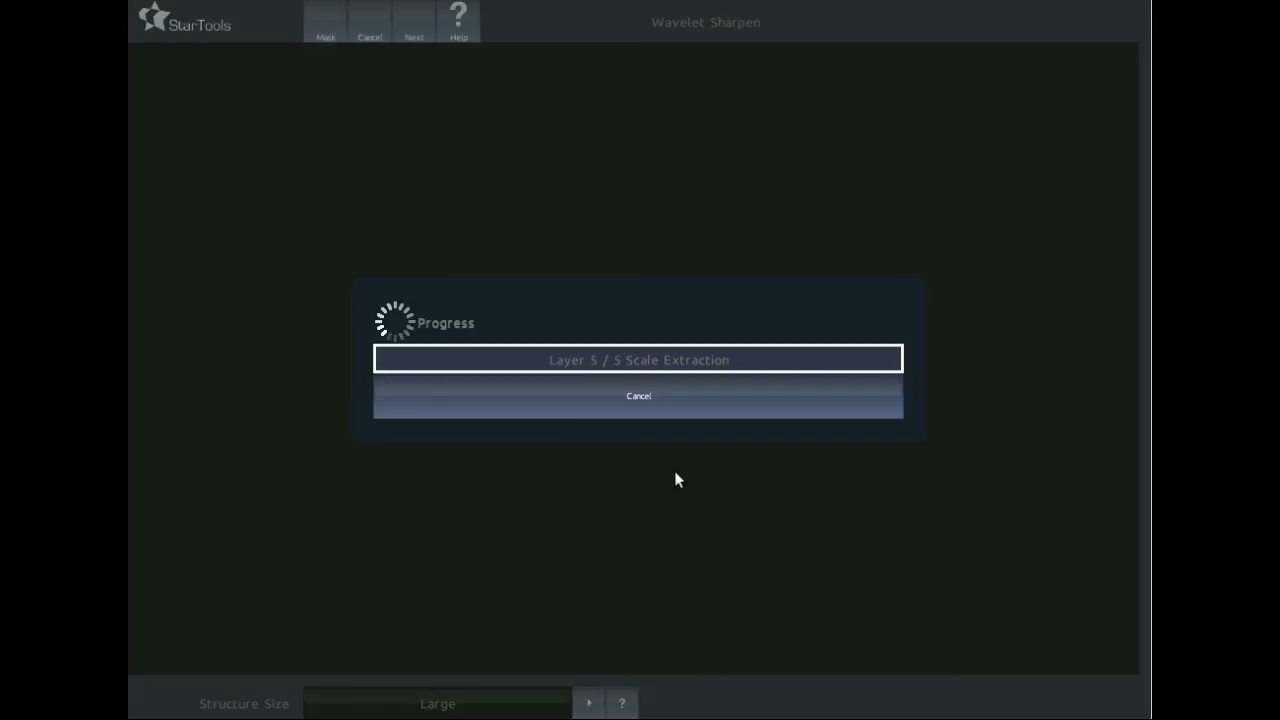 StarTools
Mask Cancel Next ? Help
Wavelet Sharpen
Progress
Layer 5 / 5 Scale Extraction
Cancel
Structure Size Large ?